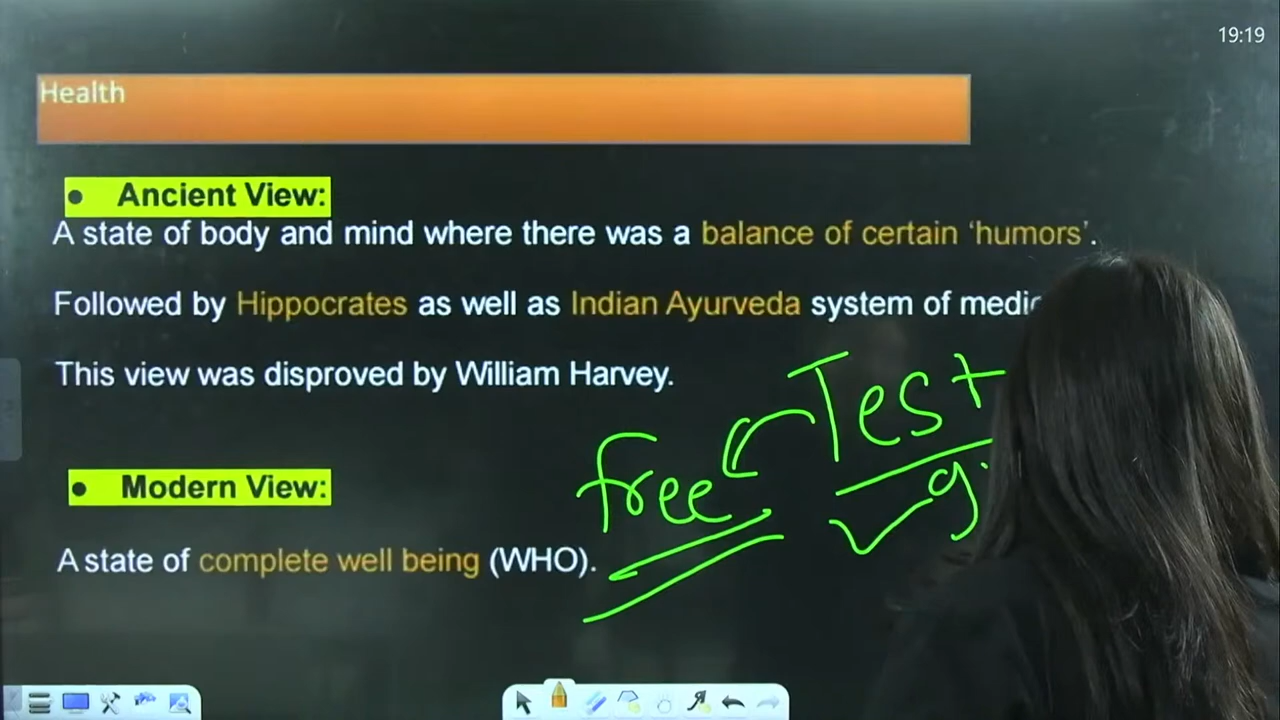 19:19
Health
• Ancient View:
A state of body and mind where there was a balance of certain ‘humors’.
Followed by Hippocrates as well as Indian Ayurveda system of
This view was disproved by William Harvey.
Test
free
• Modern View:
A state of complete well being (WHO).